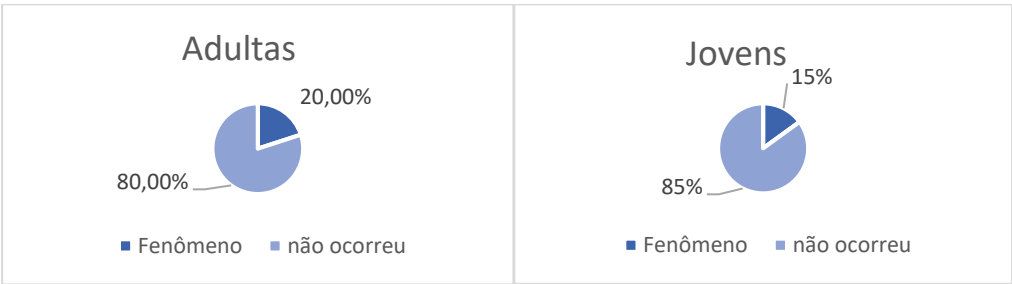 Adultas
20,00%
80,00%
Fenômeno não ocorreu
Jovens
15%
85%
Fenômeno não ocorreu